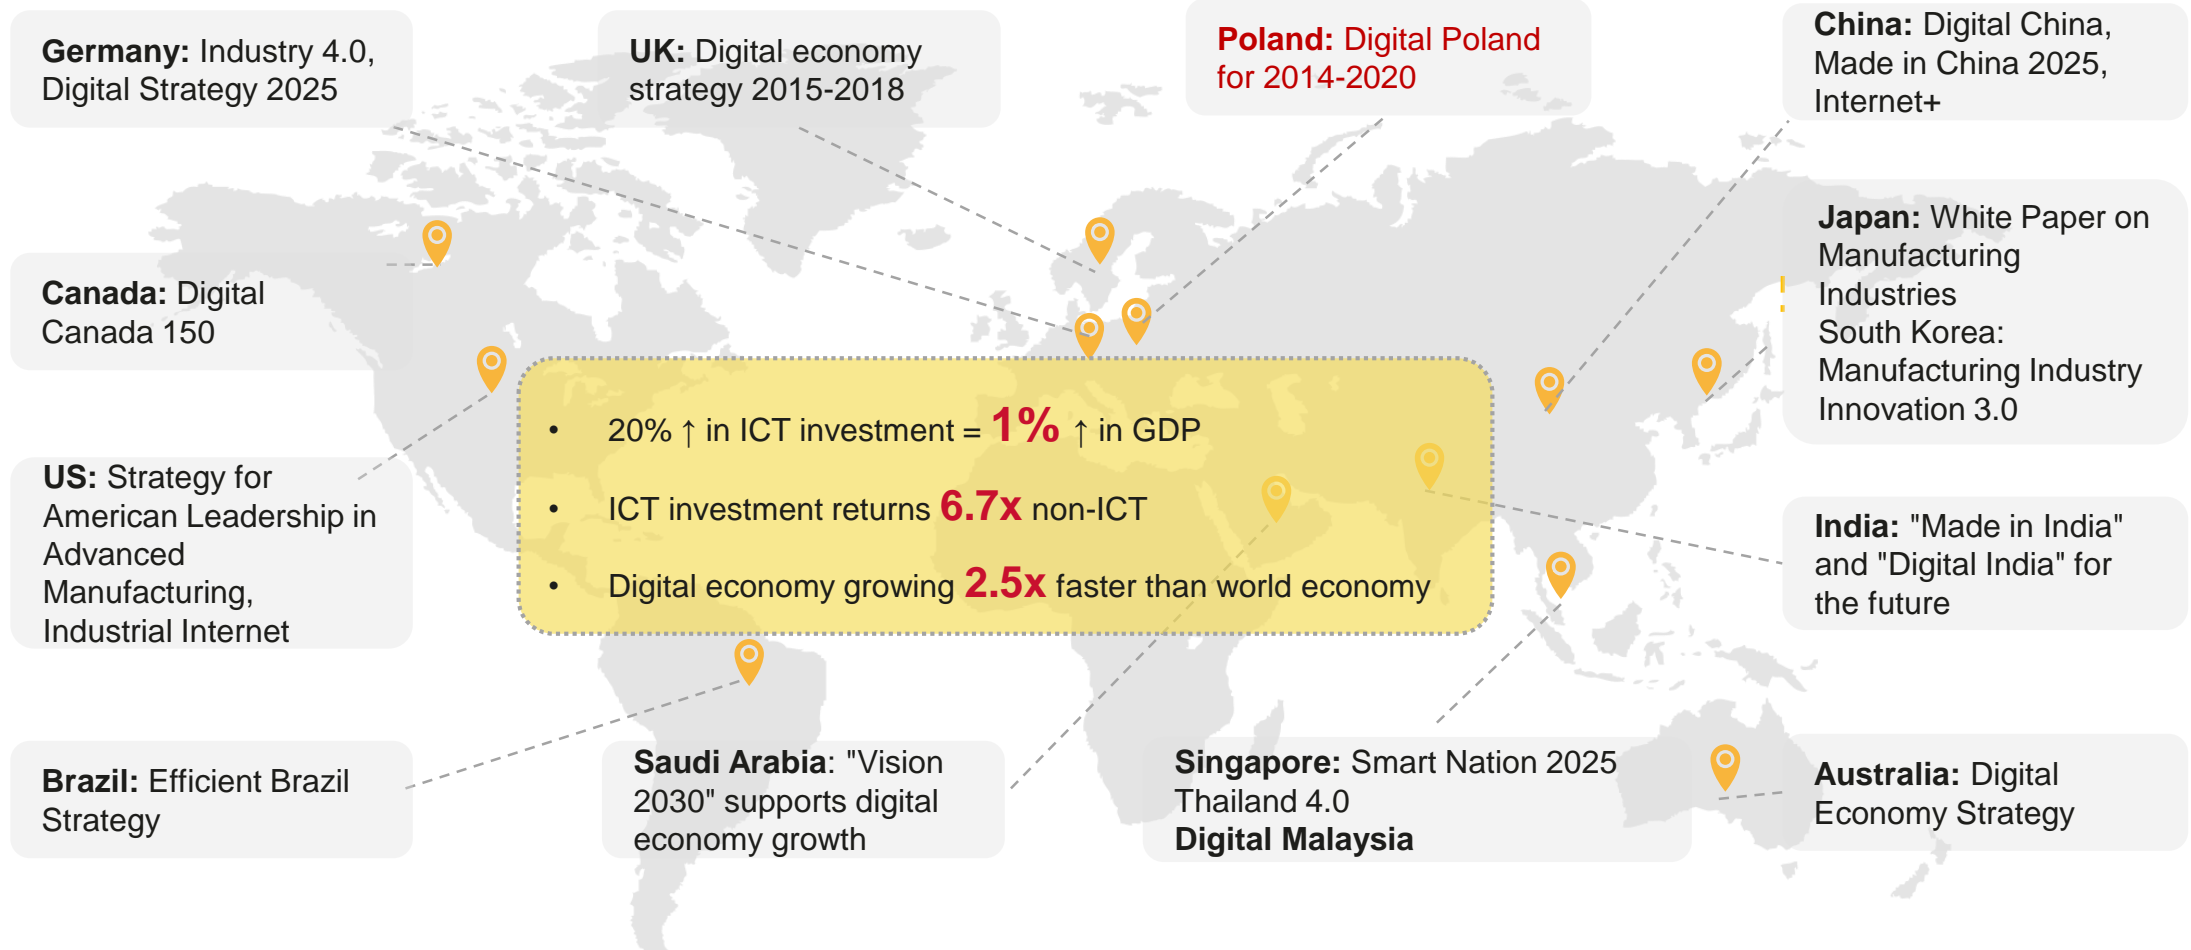 Germany: Industry 4.0,
Digital Strategy 2025
UK: Digital economy
strategy 2015-2018
Poland: Digital Poland
for 2014-2020
China: Digital China,
Made in China 2025,
Internet+
Canada: Digital
Canada 150
Japan: White Paper on
Manufacturing
Industries
South Korea:
Manufacturing Industry
Innovation 3.0
• 20% ↑ in ICT investment = 1% ↑ in GDP
• ICT investment returns 6.7x non-ICT
• Digital economy growing 2.5x faster than world economy
US: Strategy for
American Leadership in
Advanced
Manufacturing,
Industrial Internet
India: "Made in India"
and "Digital India" for
the future
Brazil: Efficient Brazil
Strategy
Saudi Arabia: "Vision
2030" supports digital
economy growth
Singapore: Smart Nation 2025
Thailand 4.0
Digital Malaysia
Australia: Digital
Economy Strategy